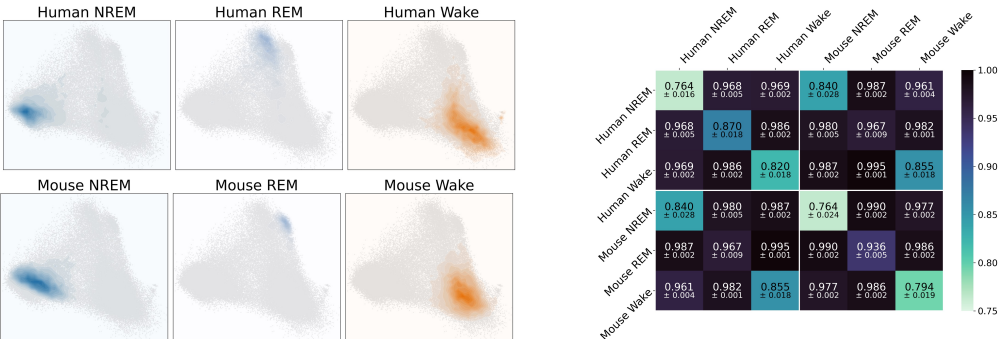 Human NREM
Human REM
Human Wake
Mouse NREM
Mouse REM
Mouse Wake
Human NREM
Human REM
Human Wake
Mouse NREM
Mouse REM
Mouse Wake
Human NREM
0.764 0.968 0.969 0.840 0.987 0.961
± 0.016 ± 0.005 ± 0.002 ± 0.028 ± 0.002 ± 0.004
Human REM
0.968 0.870 0.986 0.980 0.967 0.982
± 0.005 ± 0.018 ± 0.002 ± 0.005 ± 0.009 ± 0.001
Human Wake
0.969 0.986 0.820 0.987 0.995 0.855
± 0.002 ± 0.002 ± 0.018 ± 0.002 ± 0.001 ± 0.018
Mouse NREM
0.840 0.980 0.987 0.764 0.990 0.977
± 0.028 ± 0.005 ± 0.002 ± 0.024 ± 0.002 ± 0.002
Mouse REM
0.987 0.967 0.995 0.990 0.936 0.986
± 0.002 ± 0.009 ± 0.001 ± 0.002 ± 0.005 ± 0.002
Mouse Wake
0.961 0.982 0.855 0.977 0.986 0.794
± 0.004 ± 0.001 ± 0.018 ± 0.002 ± 0.002 ± 0.019
1.00
0.95
0.90
0.85
0.80
0.75